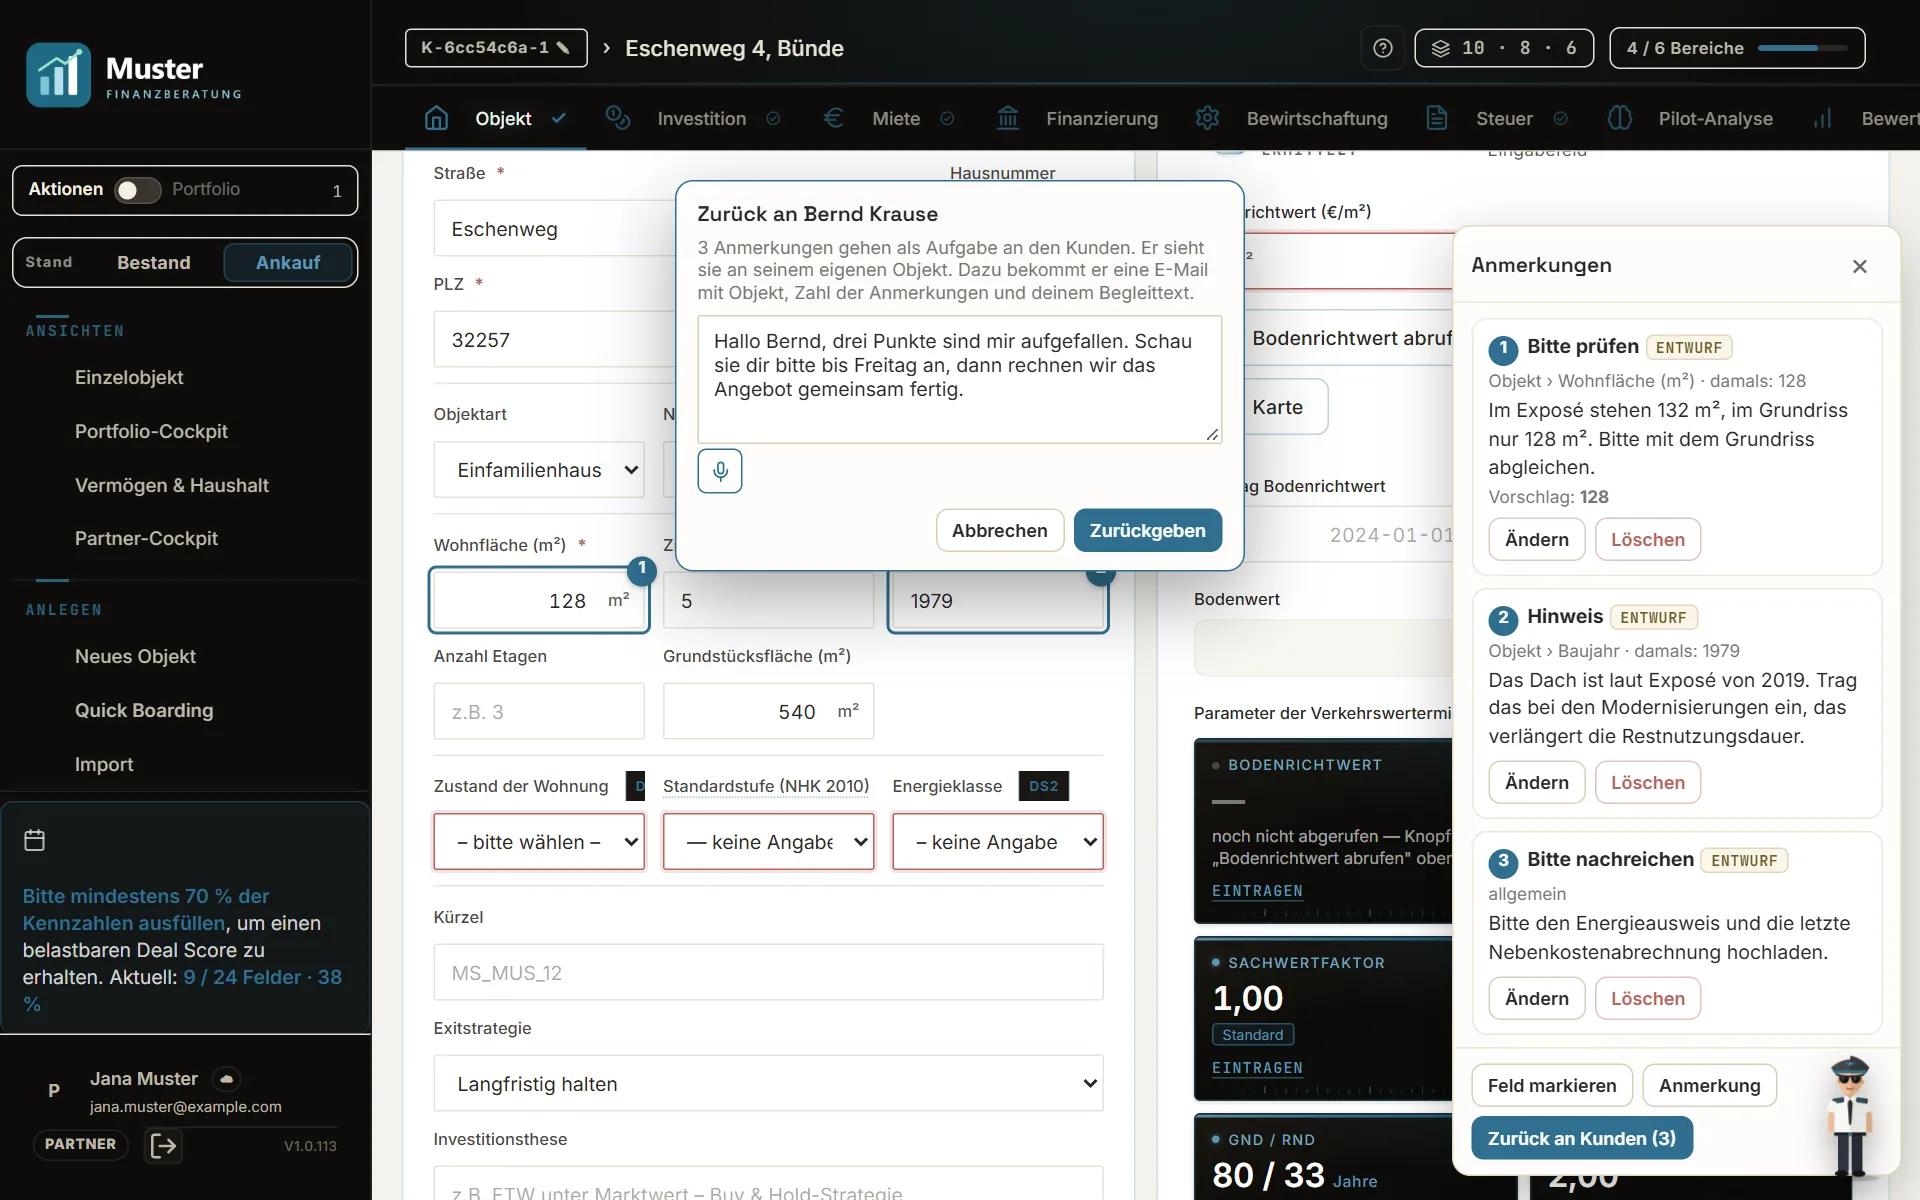 Muster
FINANZBERATUNG
K-6cc54c6a-1
› Eschenweg 4, Bünde
10 · 8 · 6
4 / 6 Bereiche
Objekt
Investition
Miete
Finanzierung
Bewirtschaftung
Steuer
Pilot-Analyse
Aktionen
Portfolio
1
Stand
Bestand
Ankauf
ANSICHTEN
Einzelobjekt
Portfolio-Cockpit
Vermögen & Haushalt
Partner-Cockpit
ANLEGEN
Neues Objekt
Quick Boarding
Import
Bitte mindestens 70 % der
Kennzahlen ausfüllen, um einen
belastbaren Deal Score zu
erhalten. Aktuell: 9 / 24 Felder · 38
%
P
Jana Muster
jana.muster@example.com
PARTNER
V1.0.113
Straße *
Hausnummer
Eschenweg
PLZ *
32257
Objektart
Einfamilienhaus
Wohnfläche (m²) *
128 m²
1
5
1979
Anzahl Etagen
Grundstücksfläche (m²)
z.B. 3
540 m²
Zustand der Wohnung
Standardstufe (NHK 2010)
Energieklasse
DS2
– bitte wählen –
— keine Angabe
– keine Angabe
Kürzel
MS_MUS_12
Exitstrategie
Langfristig halten
Investitionsthese
z.B. ETW unter Marktwert – Buy & Hold-Strategie
Zurück an Bernd Krause
3 Anmerkungen gehen als Aufgabe an den Kunden. Er sieht
sie an seinem eigenen Objekt. Dazu bekommt er eine E-Mail
mit Objekt, Zahl der Anmerkungen und deinem Begleittext.
Hallo Bernd, drei Punkte sind mir aufgefallen. Schau
sie dir bitte bis Freitag an, dann rechnen wir das
Angebot gemeinsam fertig.
Abbrechen
Zurückgeben
Eingabefeld
richtwert (€/m²)
Bodenrichtwert abruf
Karte
ag Bodenrichtwert
2024-01-01
Bodenwert
Parameter der Verkehrswertermi
BODENRICHTWERT
noch nicht abgerufen — Knopf
„Bodenrichtwert abrufen" ober
EINTRAGEN
SACHWERTFAKTOR
1,00
Standard
EINTRAGEN
GND / RND
80 / 33 Jahre
2,00
Anmerkungen
1 Bitte prüfen ENTWURF
Objekt › Wohnfläche (m²) · damals: 128
Im Exposé stehen 132 m², im Grundriss
nur 128 m². Bitte mit dem Grundriss
abgleichen.
Vorschlag: 128
Ändern
Löschen
2 Hinweis ENTWURF
Objekt › Baujahr · damals: 1979
Das Dach ist laut Exposé von 2019. Trag
das bei den Modernisierungen ein, das
verlängert die Restnutzungsdauer.
Ändern
Löschen
3 Bitte nachreichen ENTWURF
allgemein
Bitte den Energieausweis und die letzte
Nebenkostenabrechnung hochladen.
Ändern
Löschen
Feld markieren
Anmerkung
Zurück an Kunden (3)